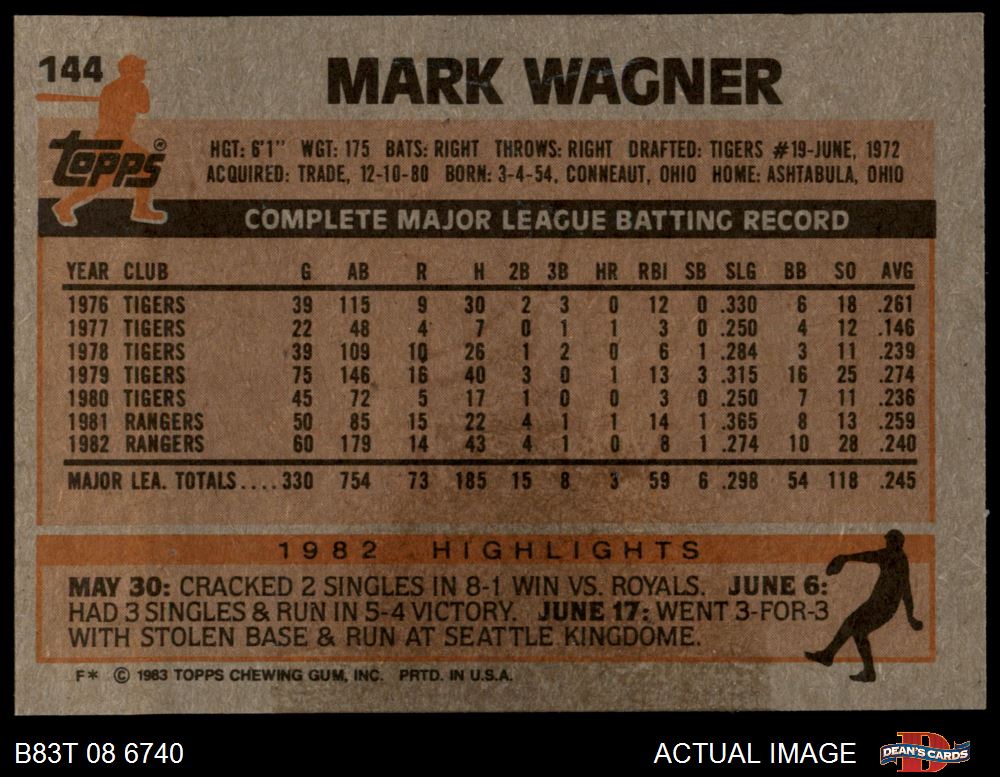 144
MARK WAGNER
Topps®
HGT: 6'1" WGT: 175 BATS: RIGHT THROWS: RIGHT DRAFTED: TIGERS #19-JUNE, 1972
ACQUIRED: TRADE, 12-10-80 BORN: 3-4-54, CONNEAUT, OHIO HOME: ASHTABULA, OHIO
COMPLETE MAJOR LEAGUE BATTING RECORD
YEAR CLUB G AB R H 2B 3B HR RBI SB SLG BB SO AVG
1976 TIGERS 39 115 9 30 2 3 0 12 0 .330 6 18 .261
1977 TIGERS 22 48 4 7 0 1 1 3 0 .250 4 12 .146
1978 TIGERS 39 109 10 26 1 2 0 6 1 .284 3 11 .239
1979 TIGERS 75 146 16 40 3 0 1 13 3 .315 16 25 .274
1980 TIGERS 45 72 5 17 1 0 0 3 0 .250 7 11 .236
1981 RANGERS 50 85 15 22 4 1 1 14 1 .365 8 13 .259
1982 RANGERS 60 179 14 43 4 1 0 8 1 .274 10 28 .240
MAJOR LEA. TOTALS....330 754 73 185 15 8 3 59 6 .298 54 118 .245
1982 HIGHLIGHTS
MAY 30: CRACKED 2 SINGLES IN 8-1 WIN VS. ROYALS. JUNE 6:
HAD 3 SINGLES & RUN IN 5-4 VICTORY. JUNE 17: WENT 3-FOR-3
WITH STOLEN BASE & RUN AT SEATTLE KINGDOME.
F* © 1983 TOPPS CHEWING GUM, INC. PRTD. IN U.S.A.
B83T 08 6740
ACTUAL IMAGE
D
DEAN'S CARDS